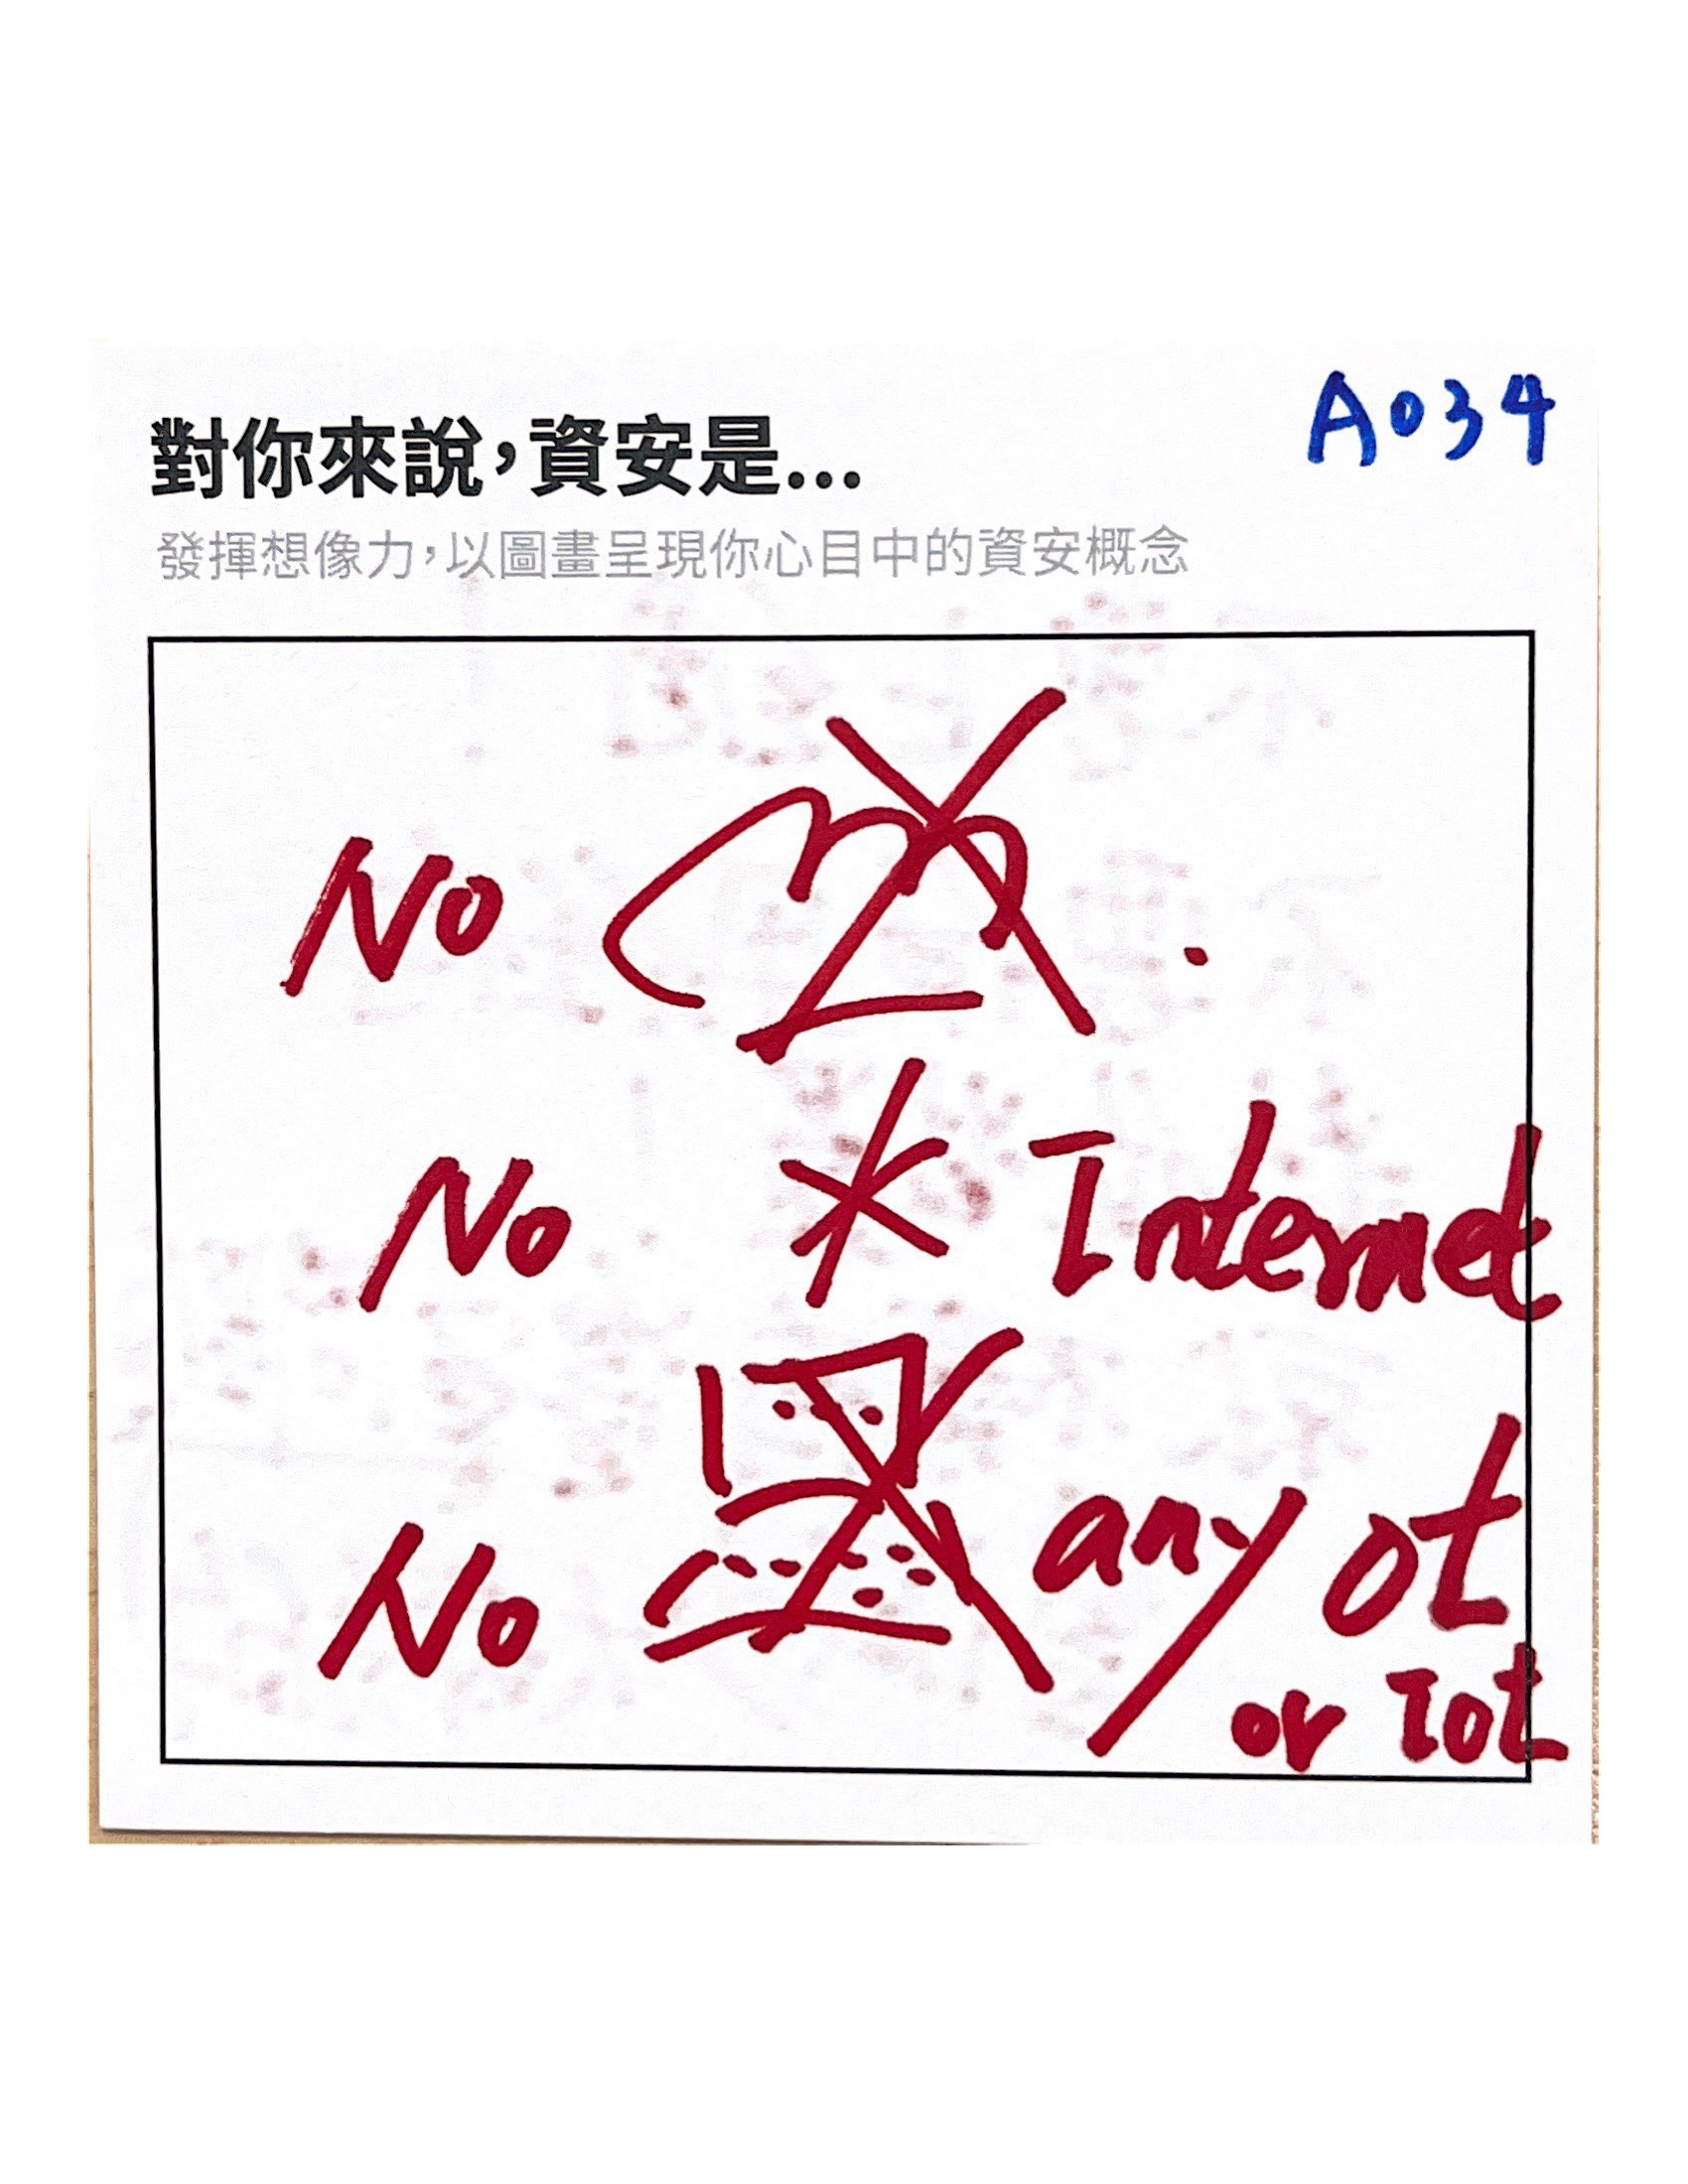 A034
對你來說,資安是...
發揮想像力,以圖畫呈現你心目中的資安概念
No
No Internet
No any ot
or Iot